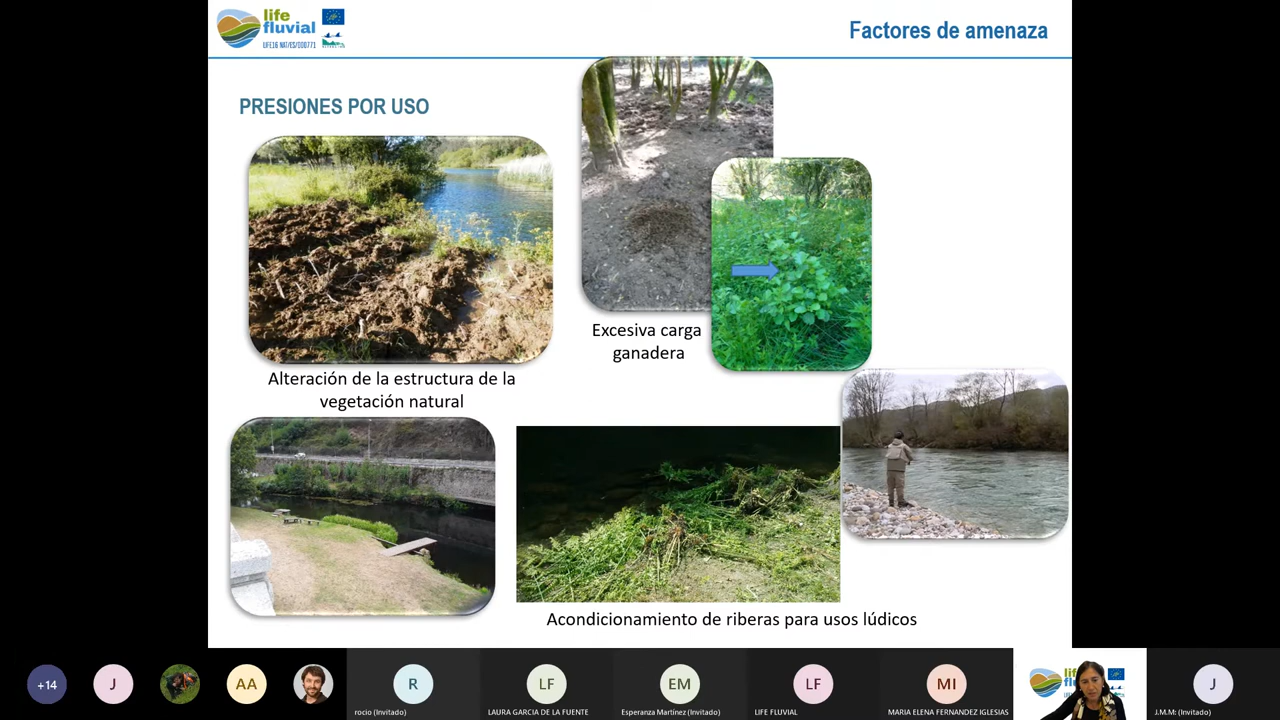 life
fluvial
LIFE16 NAT/ES/000771
Factores de amenaza
PRESIONES POR USO
Excesiva carga
ganadera
Alteración de la estructura de la
vegetación natural
Acondicionamiento de riberas para usos lúdicos
+14
J
AA
R
rocio (Invitado)
LF
LAURA GARCIA DE LA FUENTE
EM
Esperanza Martínez (Invitado)
LF
LIFE FLUVIAL
MI
MARIA ELENA FERNANDEZ IGLESIAS
J
J.M.M: (Invitado)